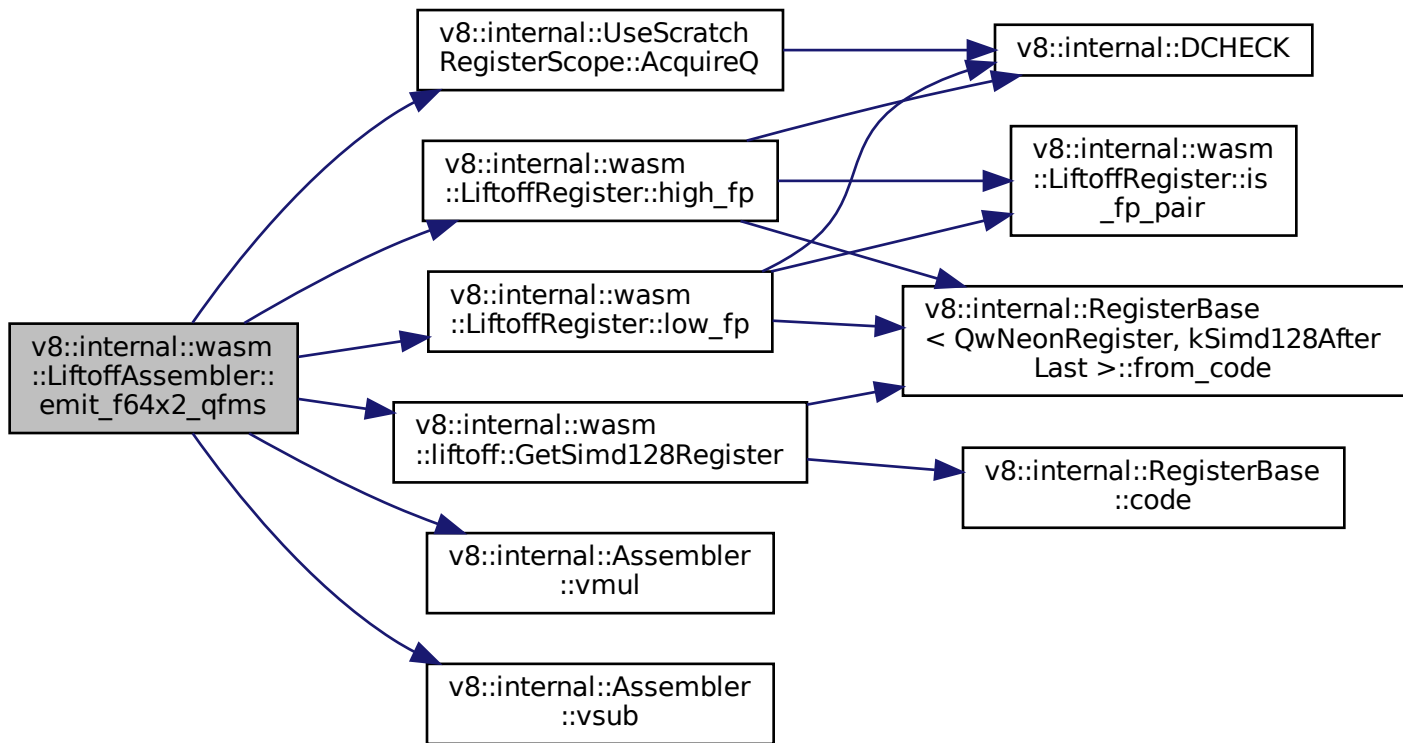 v8::internal::UseScratch
RegisterScope::AcquireQ
v8::internal::DCHECK
v8::internal::wasm
::LiftoffRegister::high_fp
v8::internal::wasm
::LiftoffRegister::is
_fp_pair
v8::internal::wasm
::LiftoffRegister::low_fp
v8::internal::RegisterBase
< QwNeonRegister, kSimd128After
Last >::from_code
v8::internal::wasm
::LiftoffAssembler::
emit_f64x2_qfms
v8::internal::wasm
::liftoff::GetSimd128Register
v8::internal::RegisterBase
::code
v8::internal::Assembler
::vmul
v8::internal::Assembler
::vsub